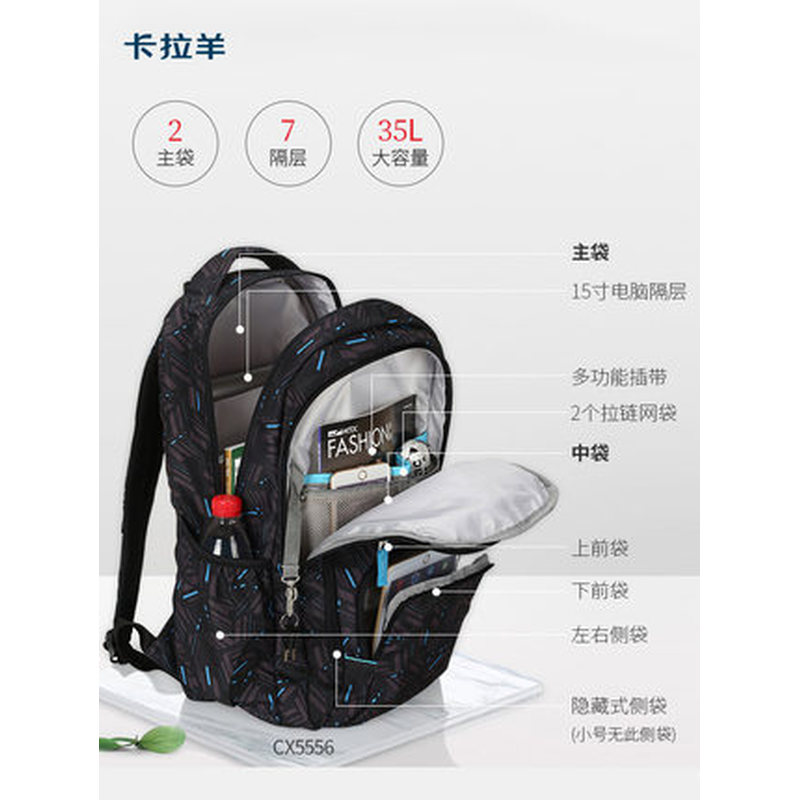 卡拉羊
2
主袋
7
隔层
35L
大容量
主袋
15寸电脑隔层
多功能插带
2个拉链网袋
中袋
上前袋
下前袋
左右侧袋
隐藏式侧袋
(小号无此侧袋)
FASHION
CX5556